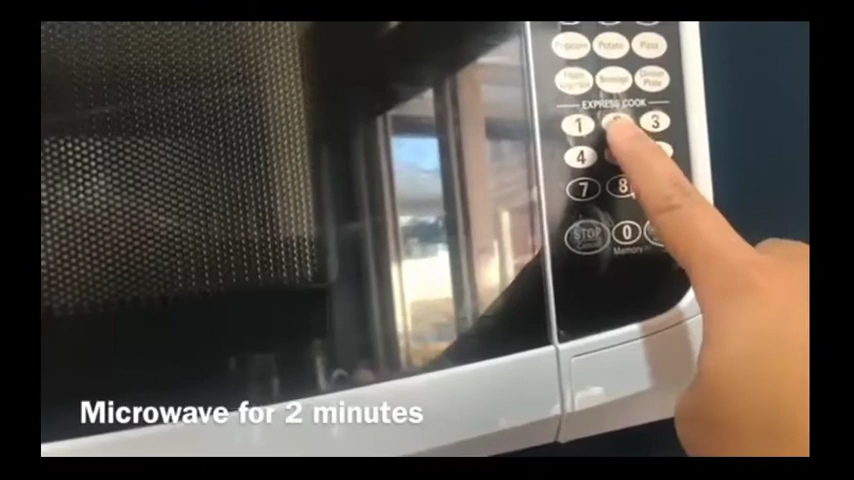 Popcorn Potato Pizza
Beverage Dinner Plate
EXPRESS COOK
1 3
4
7 8
STOP
Cancel
0
Memory
Microwave for 2 minutes